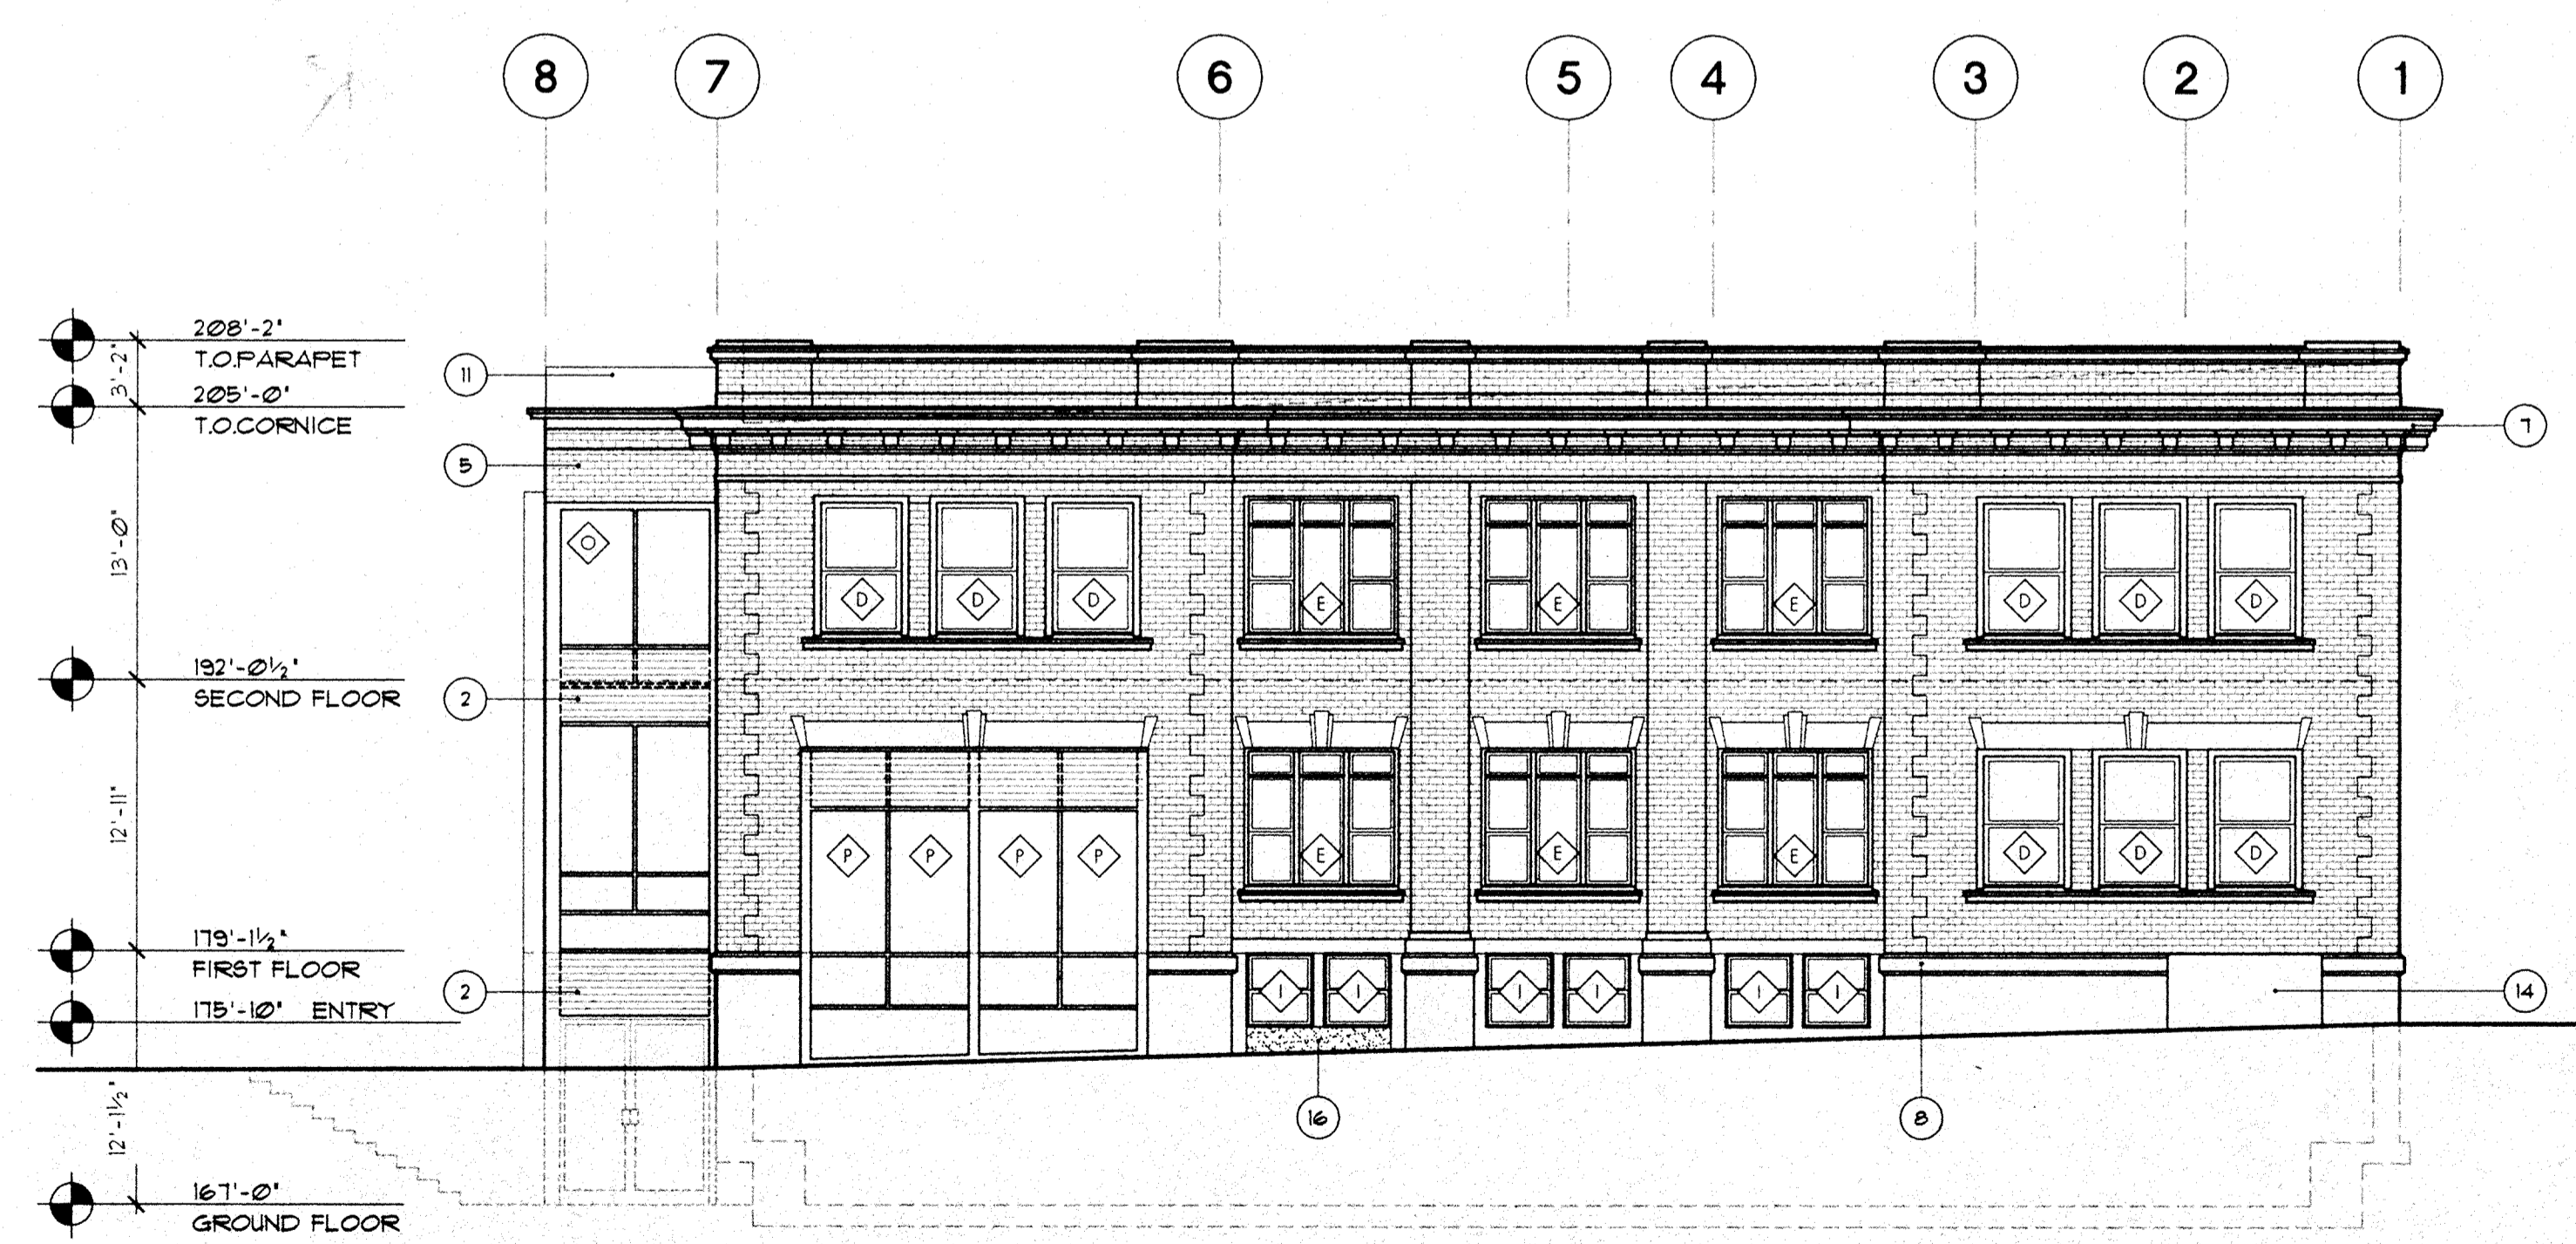 8 7 6 5 4 3 2 1
208'-2"
T.O.PARAPET
3'-2"
205'-0"
T.O.CORNICE
11
7
5
13'-0"
O
D D D E E E D D D
192'-0½"
SECOND FLOOR
2
12'-11"
P P P P E E E D D D
179'-1½"
FIRST FLOOR
2
I I I I I I
14
175'-10" ENTRY
12'-1½"
16
8
167'-0"
GROUND FLOOR